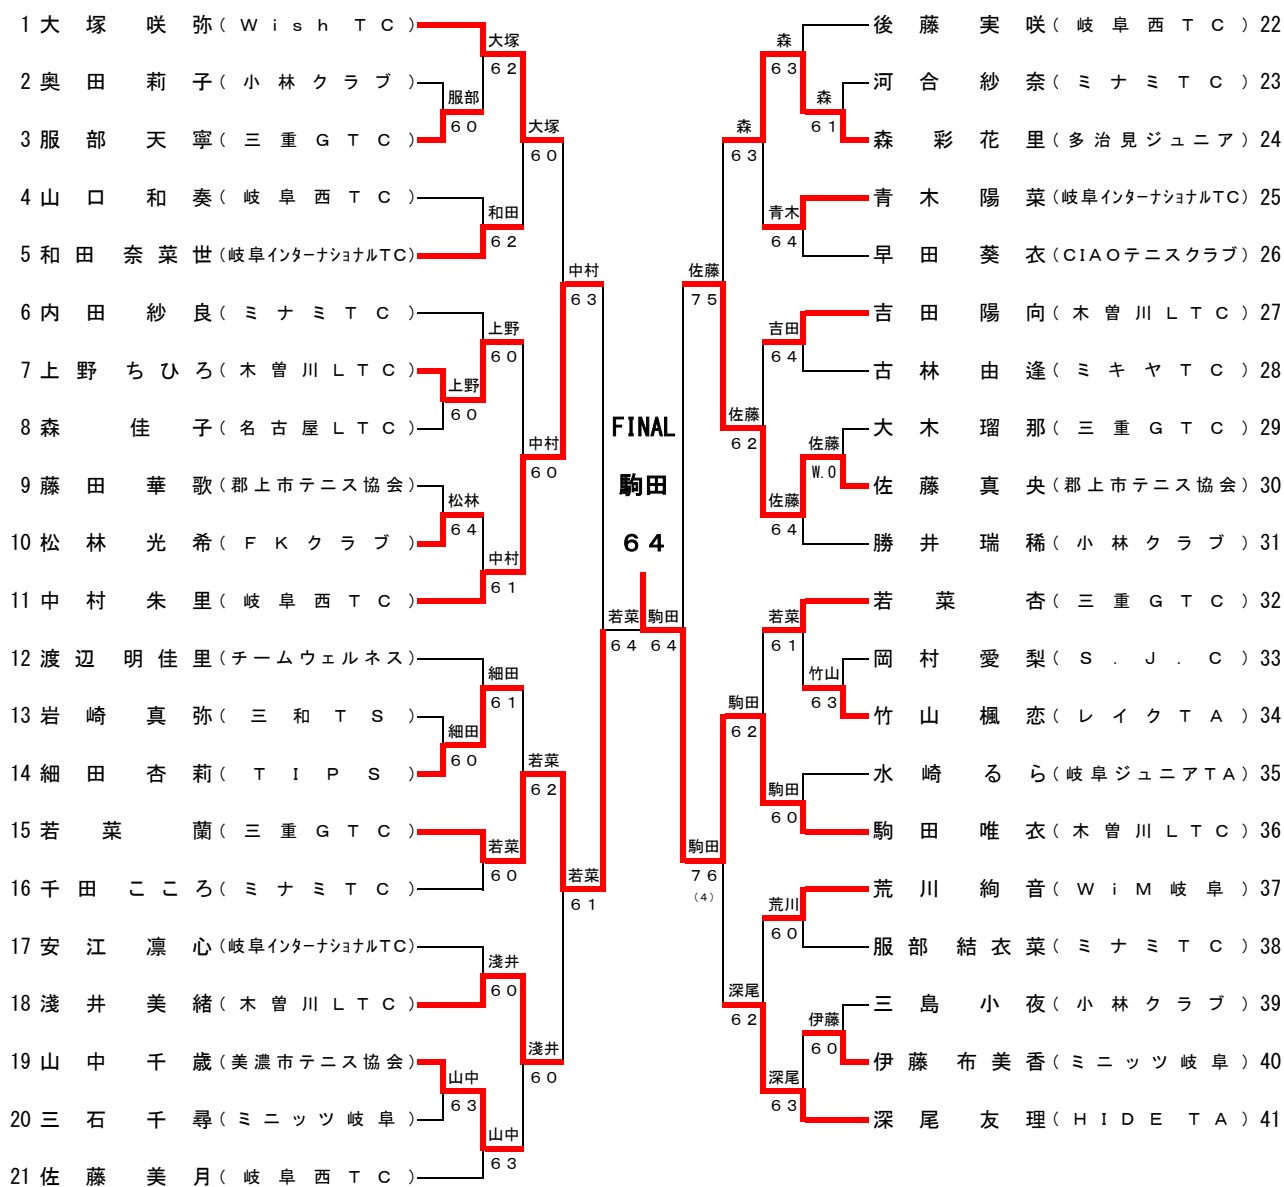 1 大塚 咲弥 (Wish TC)
2 奥田 莉子 (小林クラブ)
3 服部 天寧 (三重GTC)
4 山口 和奏 (岐阜西TC)
5 和田 奈菜世 (岐阜インターナショナルTC)
6 内田 紗良 (ミナミTC)
7 上野 ちひろ (木曽川LTC)
8 森 佳子 (名古屋LTC)
9 藤田 華歌 (郡上市テニス協会)
10 松林 光希 (FKクラブ)
11 中村 朱里 (岐阜西TC)
12 渡辺 明佳里 (チームウェルネス)
13 岩崎 真弥 (三和TS)
14 細田 杏莉 (TIPS)
15 若菜 蘭 (三重GTC)
16 千田 こころ (ミナミTC)
17 安江 凛心 (岐阜インターナショナルTC)
18 淺井 美緒 (木曽川LTC)
19 山中 千歳 (美濃市テニス協会)
20 三石 千尋 (ミニッツ岐阜)
21 佐藤 美月 (岐阜西TC)
服部
60
上野
60
松林
64
細田
60
山中
63
大塚
62
和田
62
上野
60
中村
61
細田
61
若菜
60
淺井
60
山中
63
大塚
60
中村
60
若菜
62
淺井
60
中村
63
若菜
61
若菜
64
FINAL
駒田
64
駒田
64
佐藤
75
駒田
76
(4)
森
63
佐藤
62
駒田
62
深尾
62
森
63
青木
64
吉田
64
佐藤
64
若菜
61
駒田
60
荒川
60
深尾
63
森
61
佐藤
W.O
竹山
63
伊藤
60
後藤 実咲 (岐阜西TC) 22
河合 紗奈 (ミナミTC) 23
森 彩花里 (多治見ジュニア) 24
青木 陽菜 (岐阜インターナショナルTC) 25
早田 葵衣 (CIAOテニスクラブ) 26
吉田 陽向 (木曽川LTC) 27
古林 由逢 (ミキヤTC) 28
大木 瑠那 (三重GTC) 29
佐藤 真央 (郡上市テニス協会) 30
勝井 瑞稀 (小林クラブ) 31
若菜 杏 (三重GTC) 32
岡村 愛梨 (S.J.C) 33
竹山 楓恋 (レイクTA) 34
水崎 るら (岐阜ジュニアTA) 35
駒田 唯衣 (木曽川LTC) 36
荒川 絢音 (WiM岐阜) 37
服部 結衣菜 (ミナミTC) 38
三島 小夜 (小林クラブ) 39
伊藤 布美香 (ミニッツ岐阜) 40
深尾 友理 (HIDE TA) 41